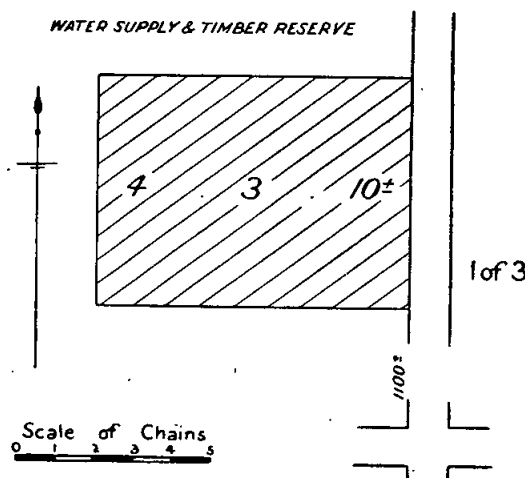 WATER SUPPLY & TIMBER RESERVE
4 3 10±
1 of 3
1100±
Scale of Chains
0 1 2 3 4 5